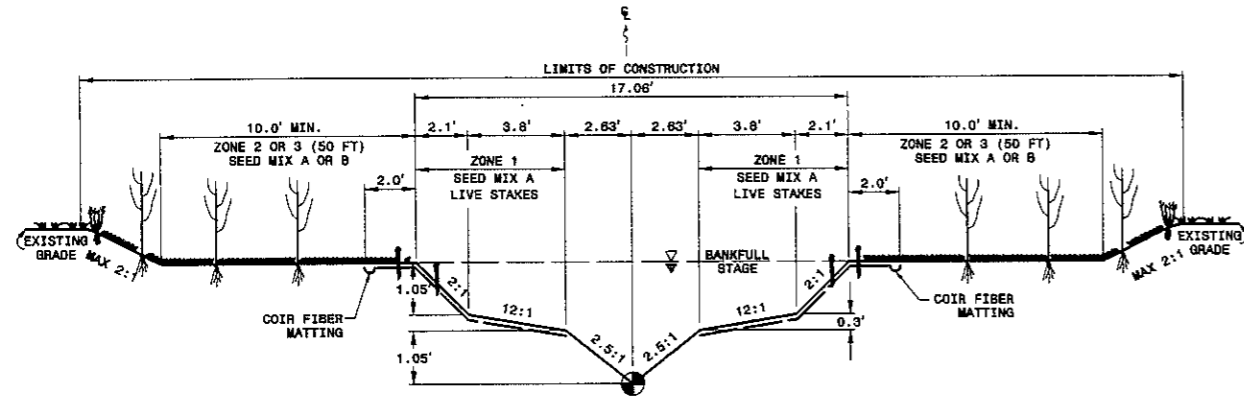 ℄
LIMITS OF CONSTRUCTION
17.06'
10.0' MIN.
2.1'
3.8'
2.63'
2.63'
3.8'
2.1'
10.0' MIN.
ZONE 2 OR 3 (50 FT)
SEED MIX A OR B
ZONE 1
SEED MIX A
LIVE STAKES
ZONE 1
SEED MIX A
LIVE STAKES
ZONE 2 OR 3 (50 FT)
SEED MIX A OR B
2.0'
2.0'
EXISTING
GRADE
MAX 2:1
BANKFULL
STAGE
MAX 2:1
EXISTING
GRADE
2:1
2:1
1.05'
COIR FIBER
MATTING
12:1
12:1
0.3'
COIR FIBER
MATTING
1.05'
2.5:1
2.5:1